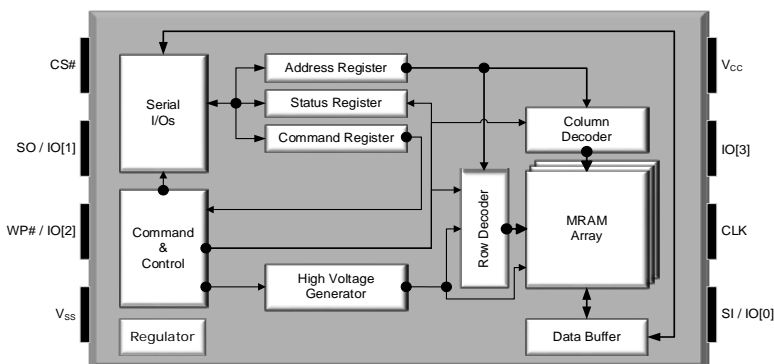 CS#
SO / IO[1]
WP# / IO[2]
VSS
Serial
I/Os
Command
&
Control
Regulator
Address Register
Status Register
Command Register
High Voltage
Generator
Row Decoder
Column
Decoder
MRAM
Array
Data Buffer
VCC
IO[3]
CLK
SI / IO[0]